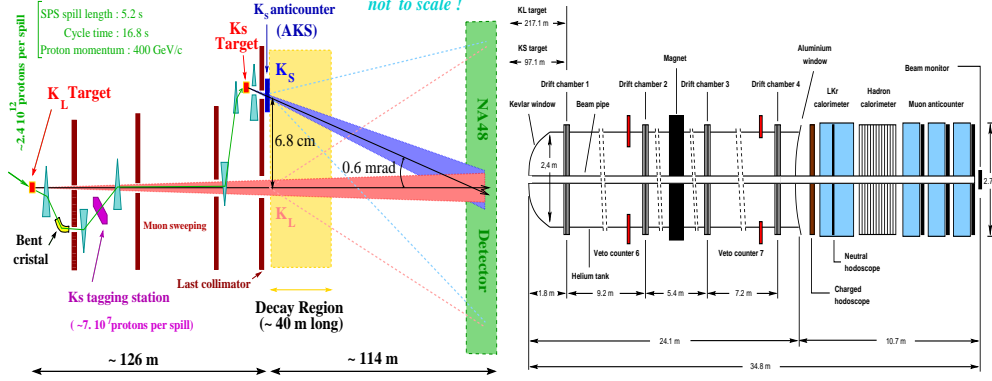 not to scale !
SPS spill length : 5.2 s
Cycle time : 16.8 s
Proton momentum : 400 GeV/c
~2.4 10¹² protons per spill
K_L Target
Ks
Target
K_s anticounter
(AKS)
K_S
6.8 cm
0.6 mrad
K_L
NA48
Detector
Bent
cristal
Muon sweeping
Last collimator
Ks tagging station
( ~7. 10⁷ protons per spill)
Decay Region
(~ 40 m long)
~ 126 m
~ 114 m
KL target
217.1 m
KS target
97.1 m
Aluminium
window
Magnet
Beam monitor
Drift chamber 1
Drift chamber 2
Drift chamber 3
Drift chamber 4
Kevlar window
Beam pipe
LKr
calorimeter
Hadron
calorimeter
Muon anticounter
2,4 m
Veto counter 6
Veto counter 7
Helium tank
Neutral
hodoscope
Charged
hodoscope
1.8 m
9.2 m
5.4 m
7.2 m
24.1 m
10.7 m
34.8 m